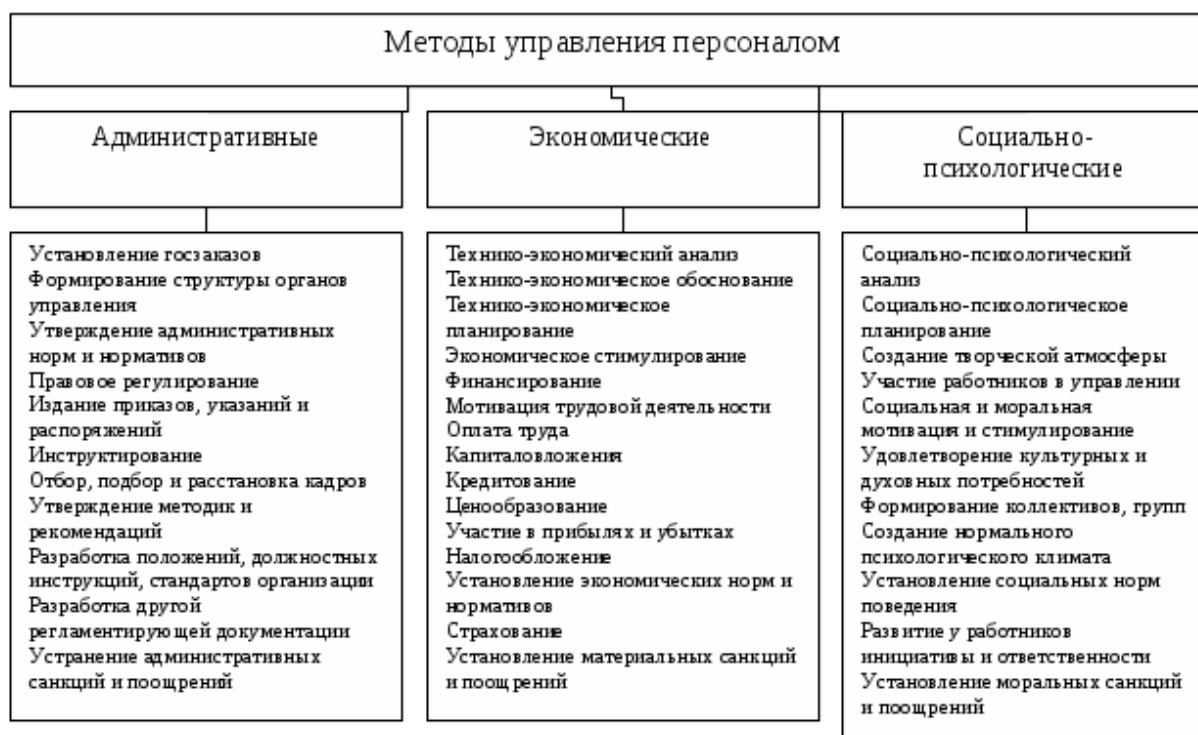 Методы управления персоналом
Административные
Экономические
Социально-
психологические
Установление госзаказов
Формирование структуры органов
управления
Утверждение административных
норм и нормативов
Правовое регулирование
Издание приказов, указаний и
распоряжений
Инструктирование
Отбор, подбор и расстановка кадров
Утверждение методик и
рекомендаций
Разработка положений, должностных
инструкций, стандартов организации
Разработка другой
регламентирующей документации
Устранение административных
санкций и поощрений
Технико-экономический анализ
Технико-экономическое обоснование
Технико-экономическое
планирование
Экономическое стимулирование
Финансирование
Мотивация трудовой деятельности
Оплата труда
Капиталовложения
Кредитование
Ценообразование
Участие в прибылях и убытках
Налогообложение
Установление экономических норм и
нормативов
Страхование
Установление материальных санкций
и поощрений
Социально-психологический
анализ
Социально-психологическое
планирование
Создание творческой атмосферы
Участие работников в управлении
Социальная и моральная
мотивация и стимулирование
Удовлетворение культурных и
духовных потребностей
Формирование коллективов, групп
Создание нормального
психологического климата
Установление социальных норм
поведения
Развитие у работников
инициативы и ответственности
Установление моральных санкций
и поощрений